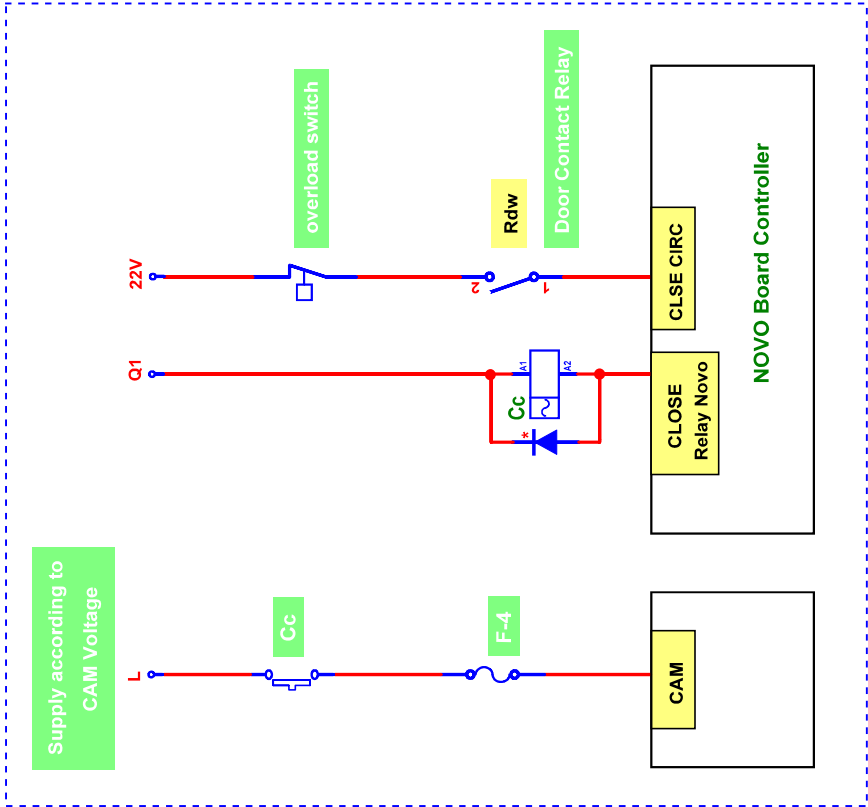 overload switch
Door Contact Relay
Rdw
22V
2
1
CLSE CIRC
NOVO Board Controller
Q1
A1
A2
Cc
*
CLOSE
Relay Novo
Supply according to
CAM Voltage
L
Cc
F-4
CAM